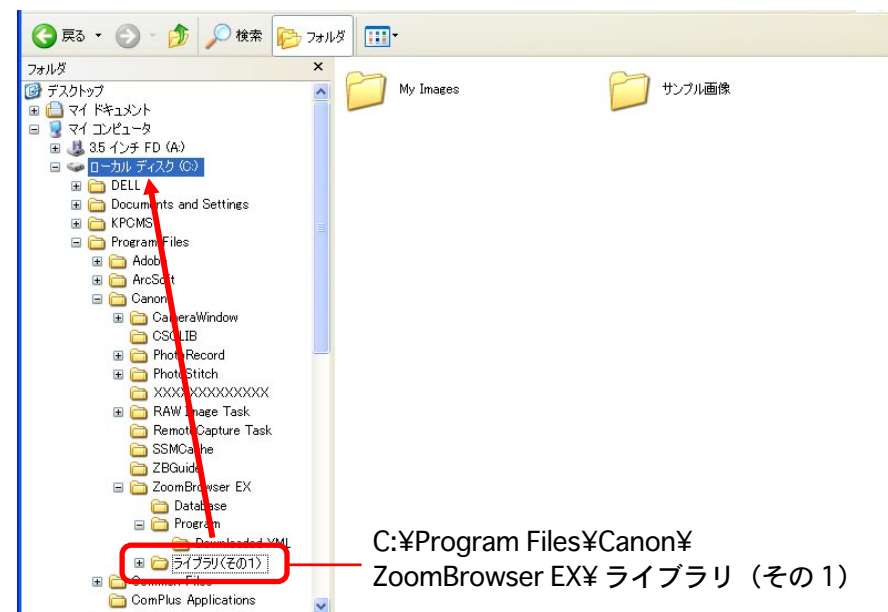 戻る
検索
フォルダ
フォルダ
×
デスクトップ
マイ ドキュメント
マイ コンピュータ
3.5 インチ FD (A:)
ローカル ディスク (C:)
DELL
Documents and Settings
KPCMS
Program Files
Adobe
ArcSoft
Canon
CameraWindow
CSCLIB
PhotoRecord
PhotoStitch
XXXXXXXXXXXXX
RAW Image Task
RemoteCapture Task
SSMCache
ZBGuide
ZoomBrowser EX
Database
Program
Downloaded XML
ライブラリ(その1)
Common Files
ComPlus Applications
My Images
サンプル画像
C:¥Program Files¥Canon¥
ZoomBrowser EX¥ ライブラリ（その 1）